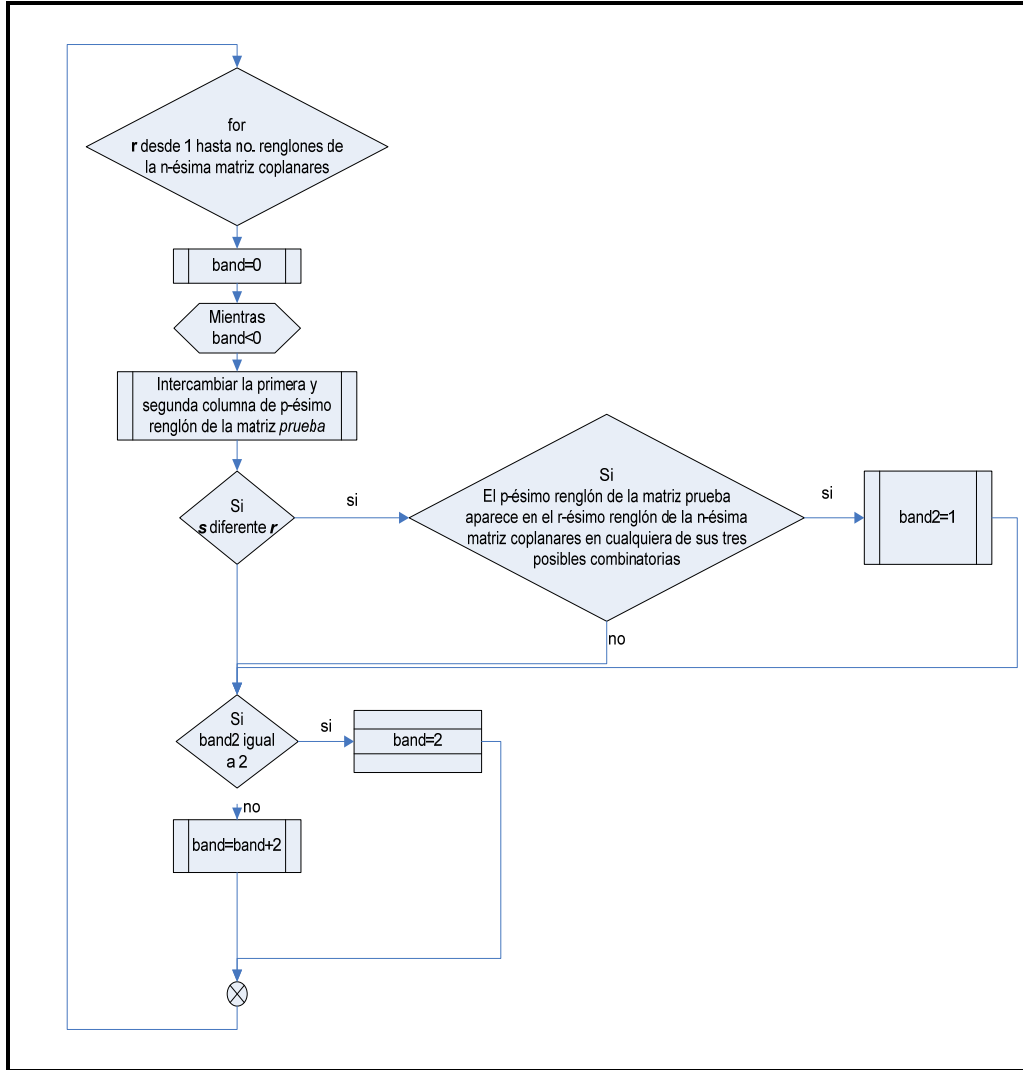 for
r desde 1 hasta no. renglones de
la n-ésima matriz coplanares
band=0
Mientras
band<0
Intercambiar la primera y
segunda columna de p-ésimo
renglón de la matriz prueba
Si
s diferente r
si
Si
El p-ésimo renglón de la matriz prueba
aparece en el r-ésimo renglón de la n-ésima
matriz coplanares en cualquiera de sus tres
posibles combinatorias
si
band2=1
no
Si
band2 igual
a 2
si
band=2
no
band=band+2